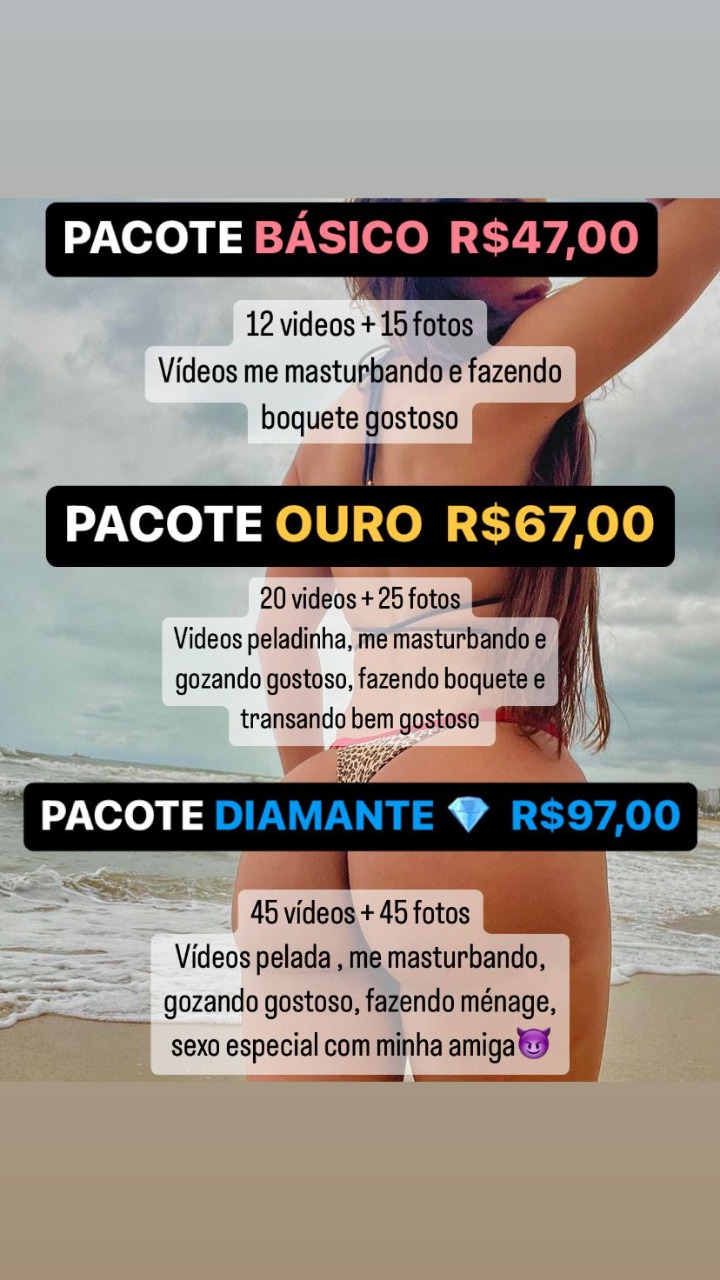 PACOTE BÁSICO R$47,00
12 videos + 15 fotos
Vídeos me masturbando e fazendo
boquete gostoso
PACOTE OURO R$67,00
20 videos + 25 fotos
Videos peladinha, me masturbando e
gozando gostoso, fazendo boquete e
transando bem gostoso
PACOTE DIAMANTE 💎 R$97,00
45 vídeos + 45 fotos
Vídeos pelada , me masturbando,
gozando gostoso, fazendo ménage,
sexo especial com minha amiga😈